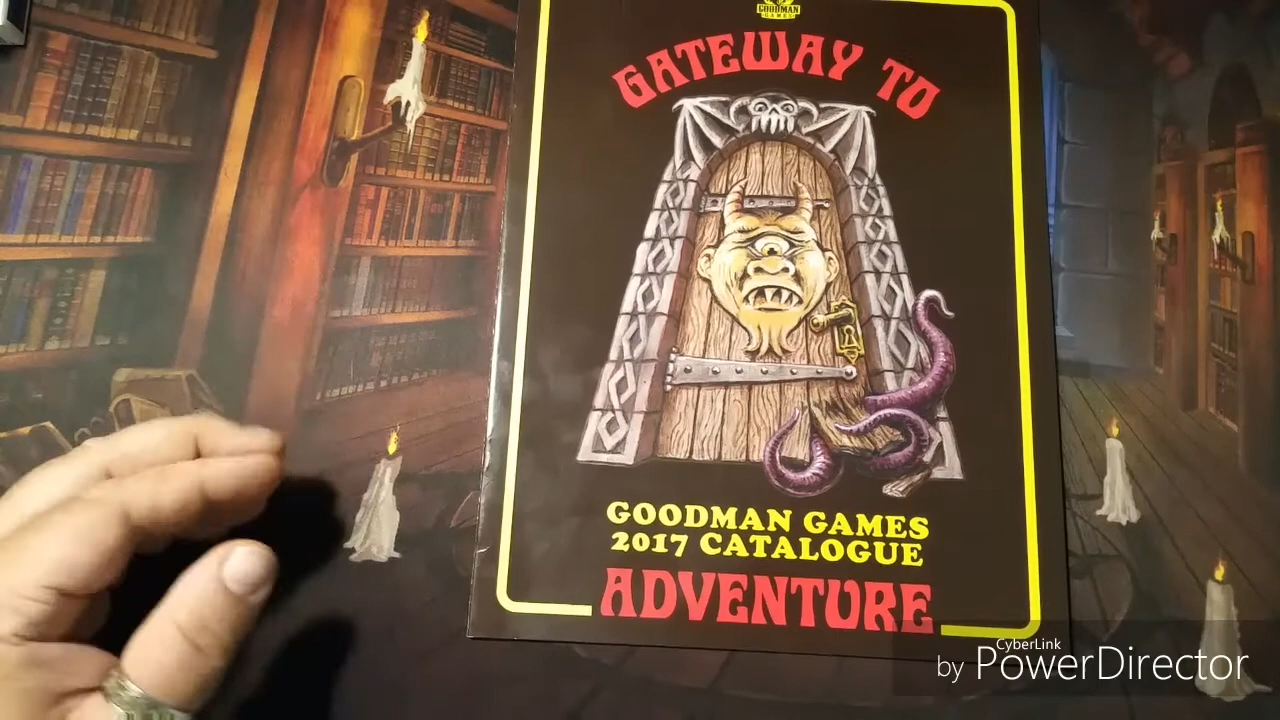 GOODMAN
GAMES
GATEWAY TO
GOODMAN GAMES
2017 CATALOGUE
ADVENTURE
CyberLink
by PowerDirector